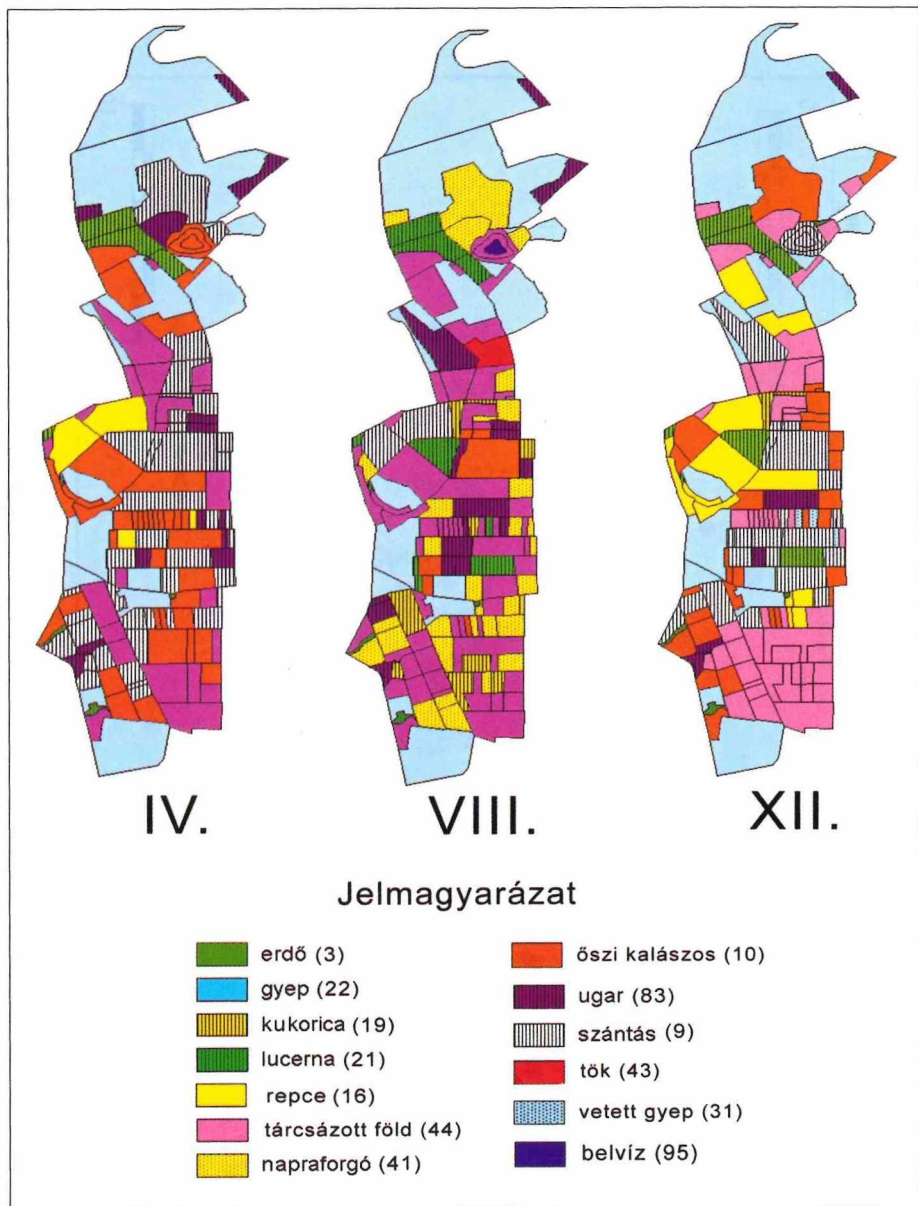 IV. VIII. XII.
Jelmagyarázat
erdő (3)
gyep (22)
kukorica (19)
lucerna (21)
repce (16)
tárcsázott föld (44)
napraforgó (41)
őszi kalászos (10)
ugar (83)
szántás (9)
tök (43)
vetett gyep (31)
belvíz (95)